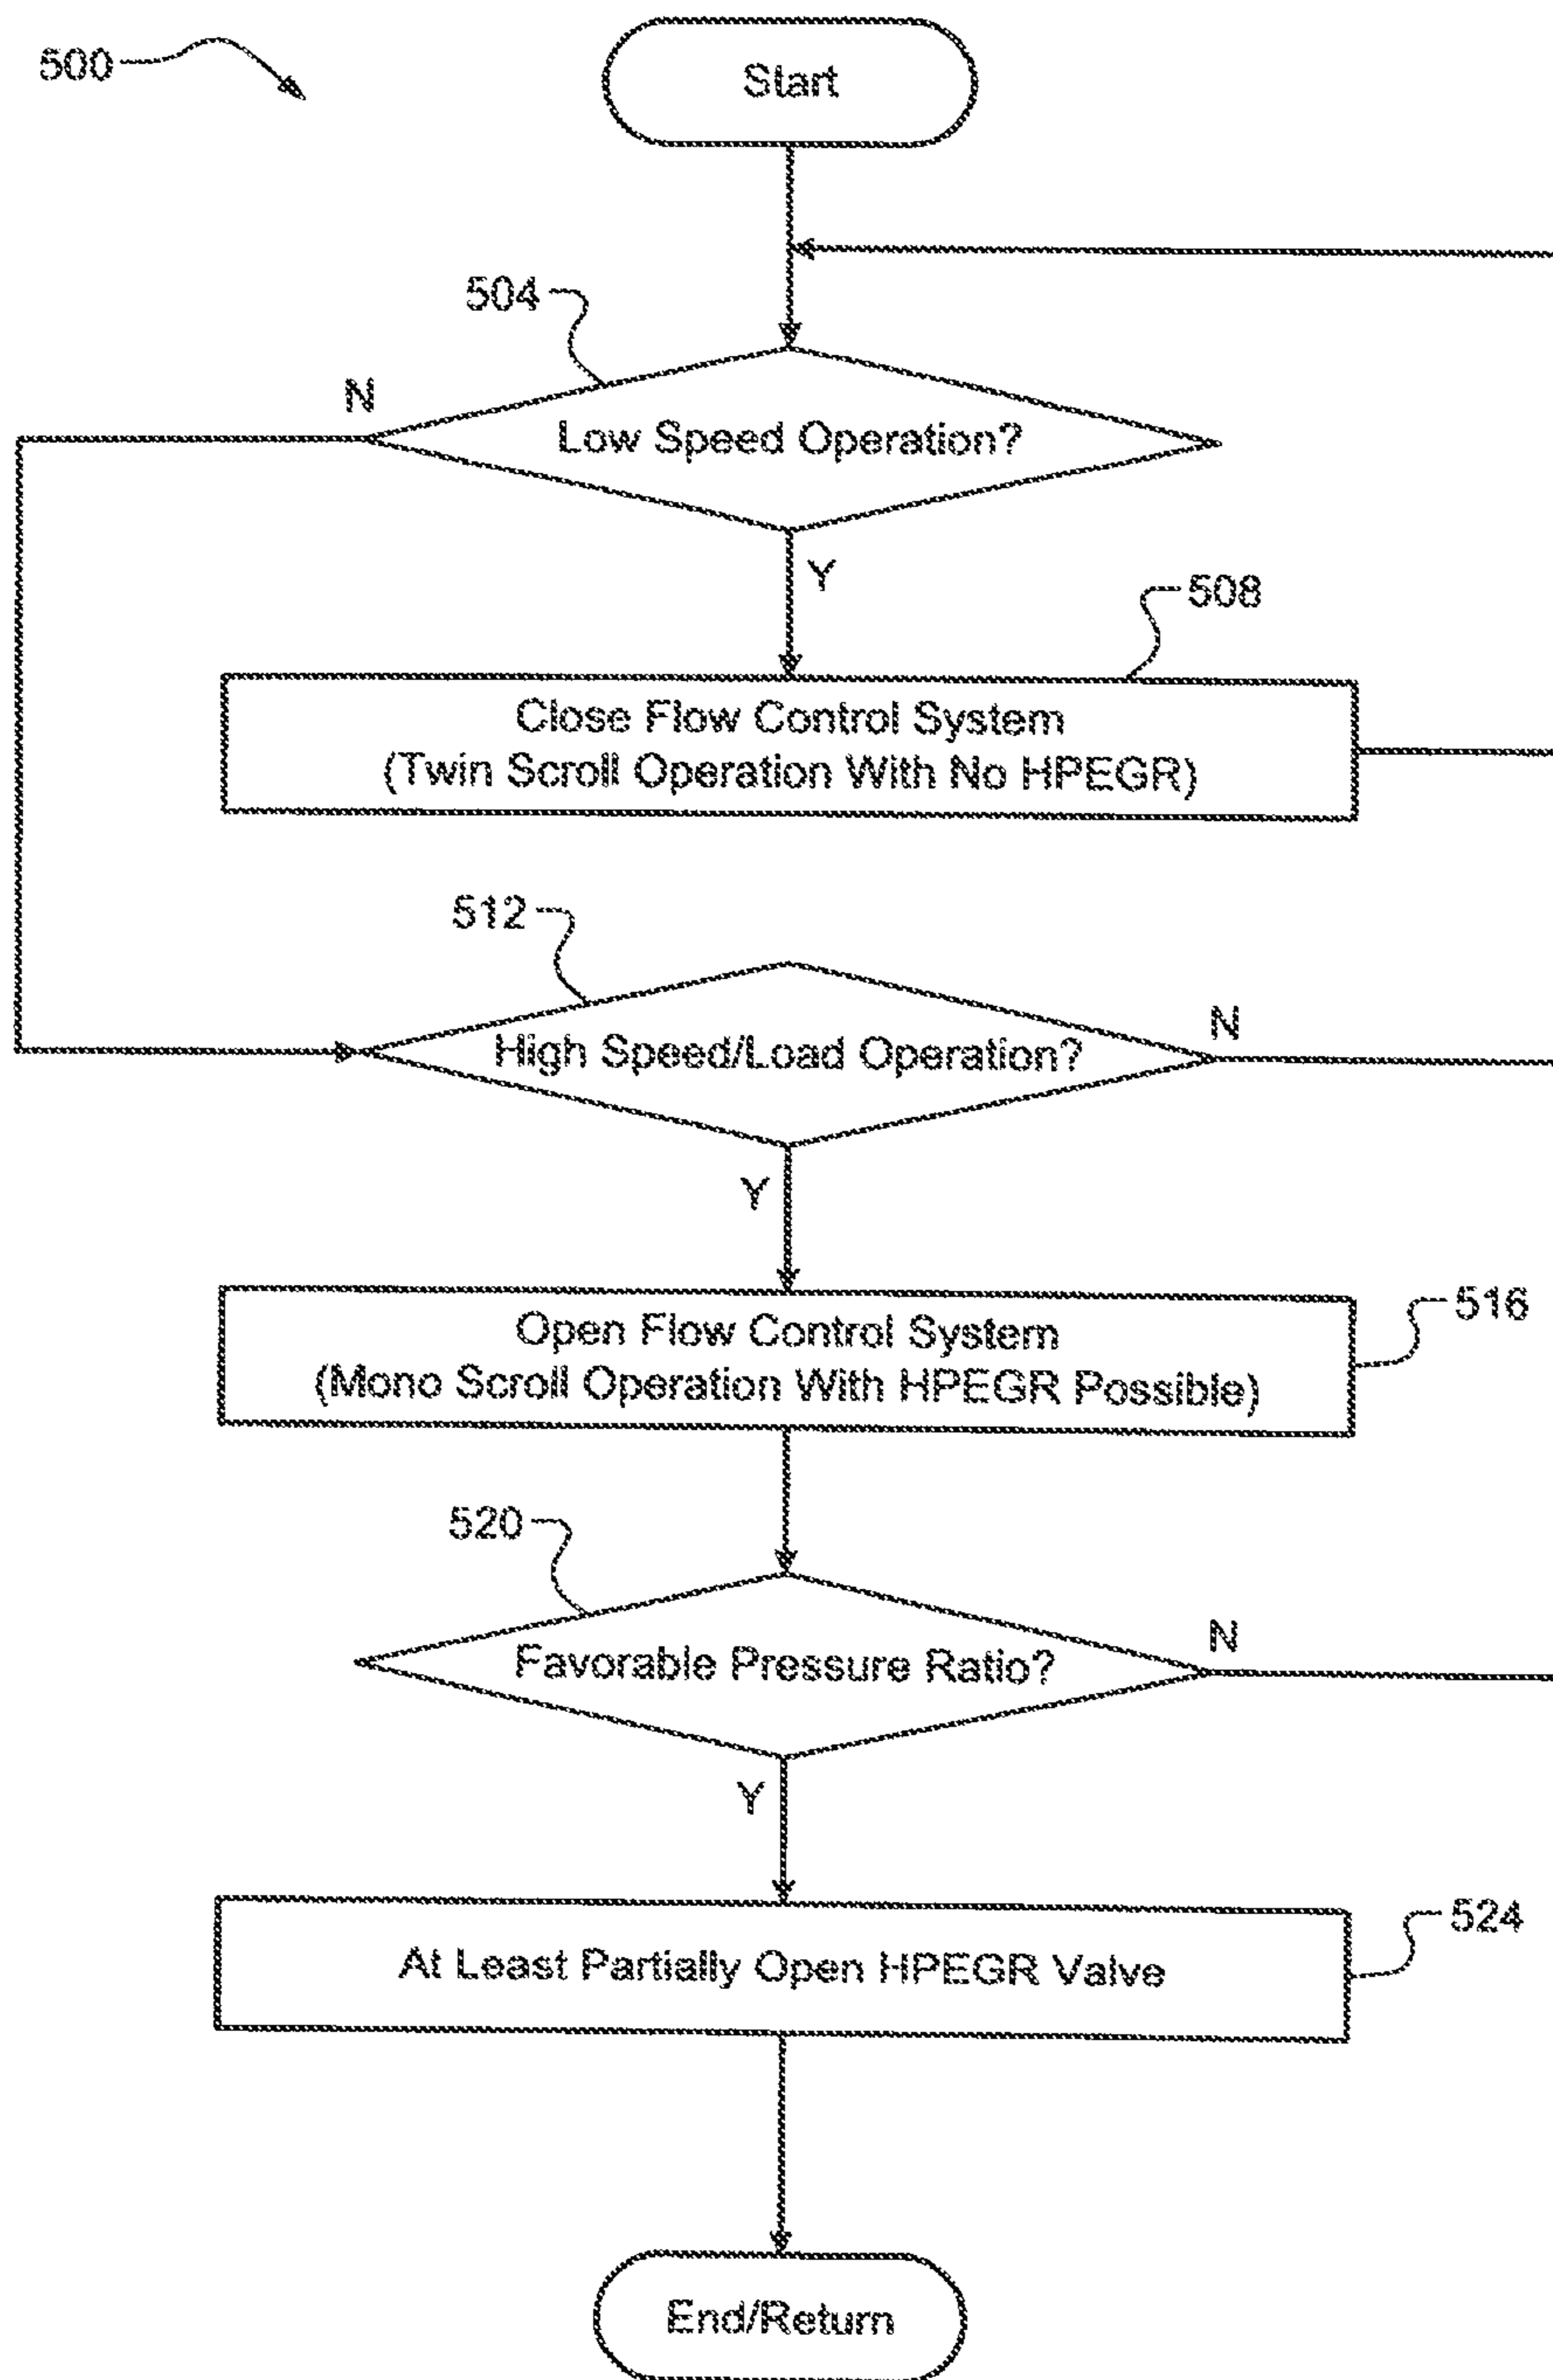 500
Start
504
N
Low Speed Operation?
Y
508
Close Flow Control System
(Twin Scroll Operation With No HPEGR)
512
N
High Speed/Load Operation?
Y
Open Flow Control System
(Mono Scroll Operation With HPEGR Possible)
516
520
N
Favorable Pressure Ratio?
Y
At Least Partially Open HPEGR Valve
524
End/Return